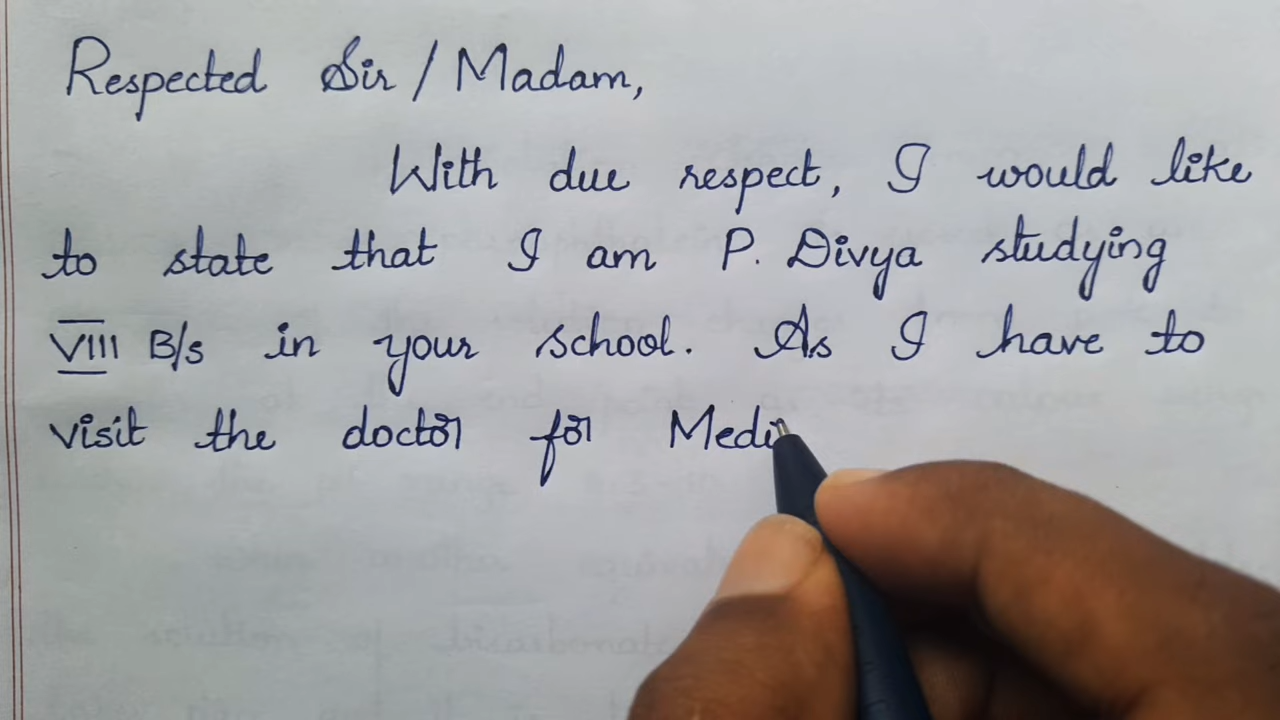 Respected Sir / Madam,
With due respect, I would like
to state that I am P. Divya studying
VIII B/s in your school. As I have to
visit the doctor for Medi